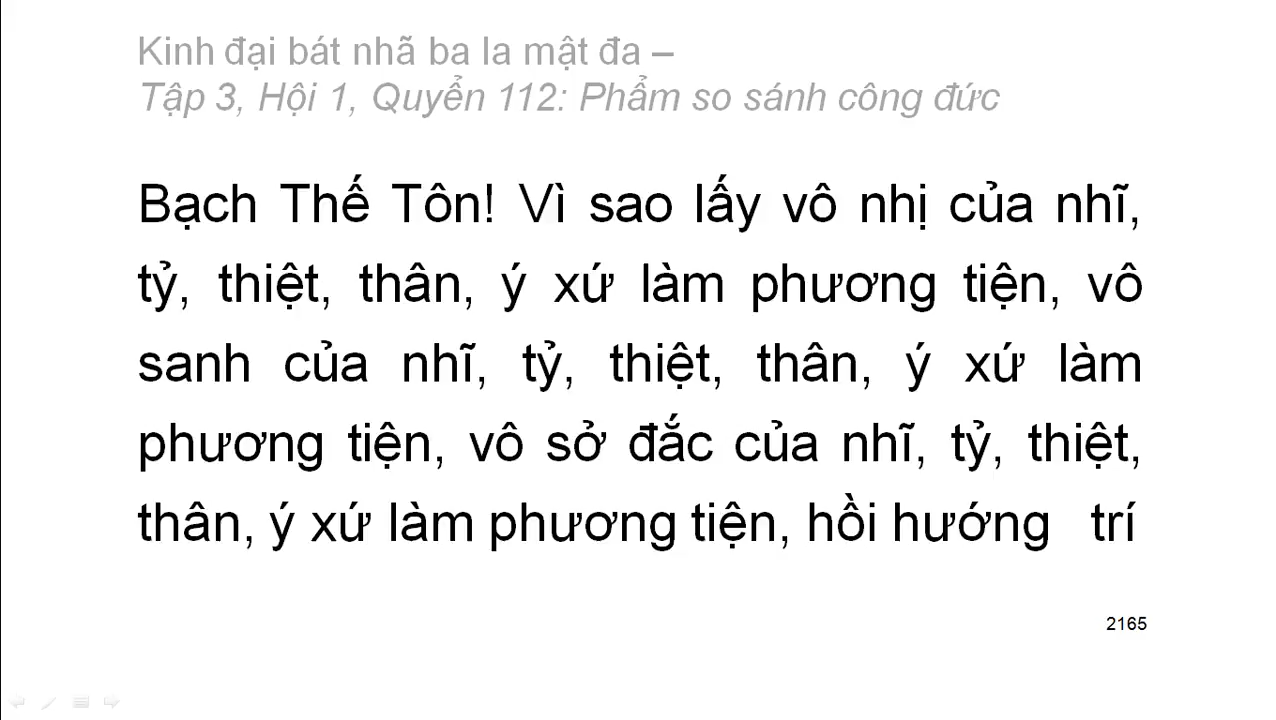 Kinh đại bát nhã ba la mật đa –
Tập 3, Hội 1, Quyển 112: Phẩm so sánh công đức
Bạch Thế Tôn! Vì sao lấy vô nhị của nhĩ,
tỷ, thiệt, thân, ý xứ làm phương tiện, vô
sanh của nhĩ, tỷ, thiệt, thân, ý xứ làm
phương tiện, vô sở đắc của nhĩ, tỷ, thiệt,
thân, ý xứ làm phương tiện, hồi hướng trí
2165